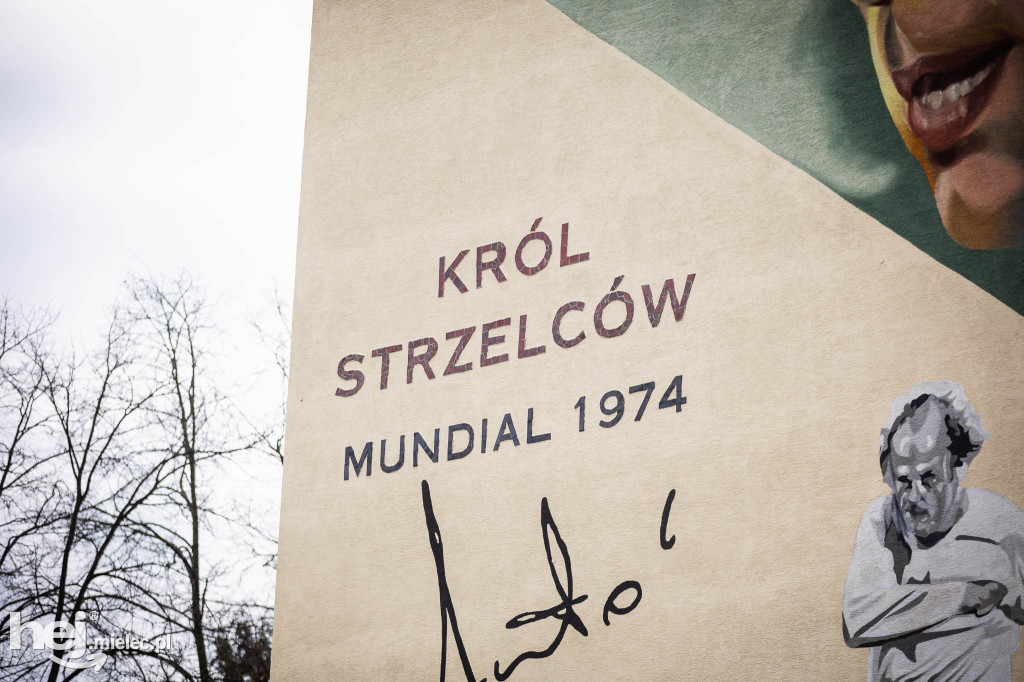 KRÓL
STRZELCÓW
MUNDIAL 1974
hej.mielec.pl